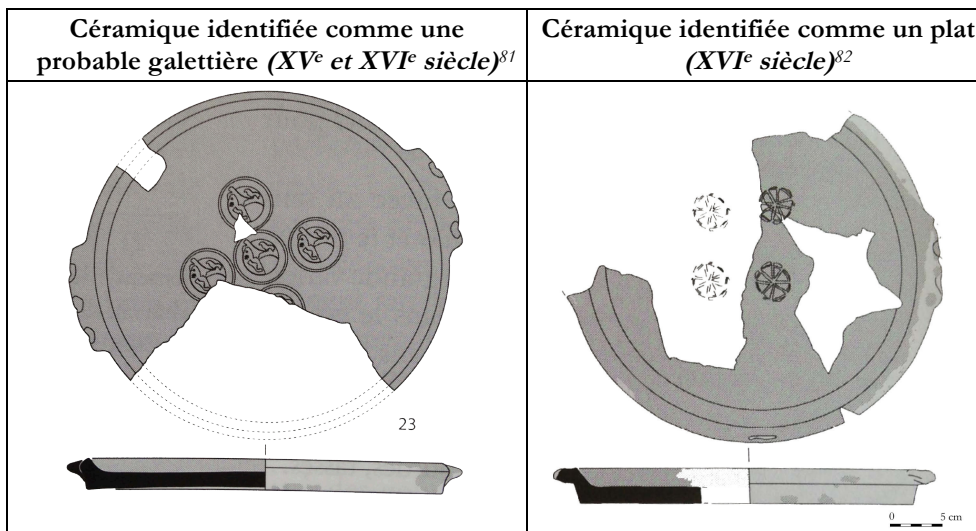 Céramique identifiée comme une
probable galettière (XVe et XVIe siècle)81
Céramique identifiée comme un plat
(XVIe siècle)82
23
0 5 cm